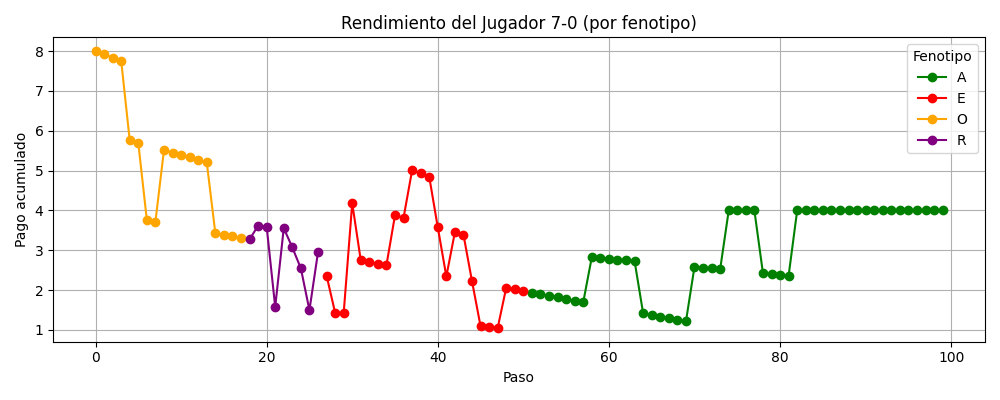 Rendimiento del Jugador 7-0 (por fenotipo)
Pago acumulado
8
7
6
5
4
3
2
1
0
20
40
60
80
100
Paso
Fenotipo
A
E
O
R